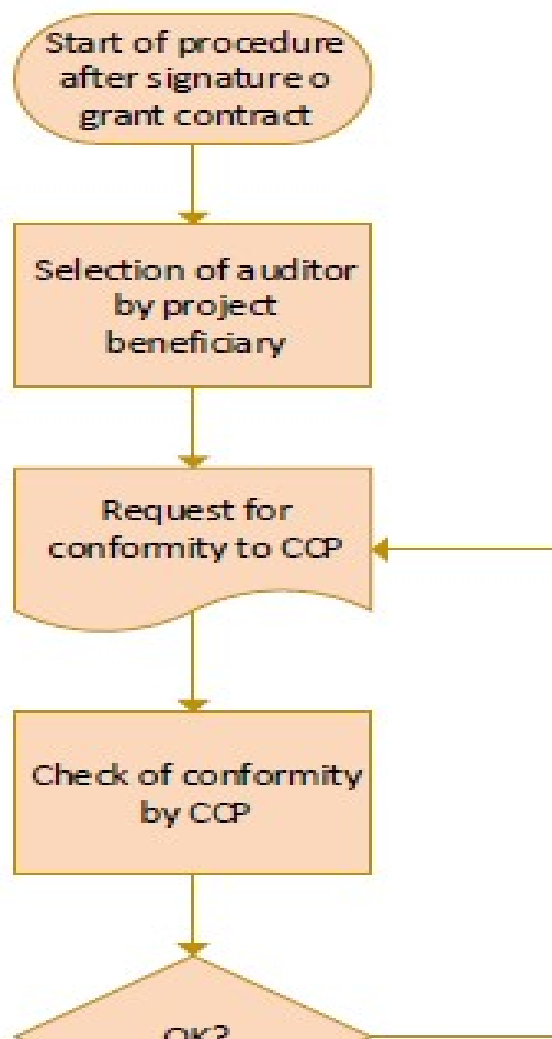 Start of procedure
after signature o
grant contract
Selection of auditor
by project
beneficiary
Request for
conformity to CCP
Check of conformity
by CCP
OK?